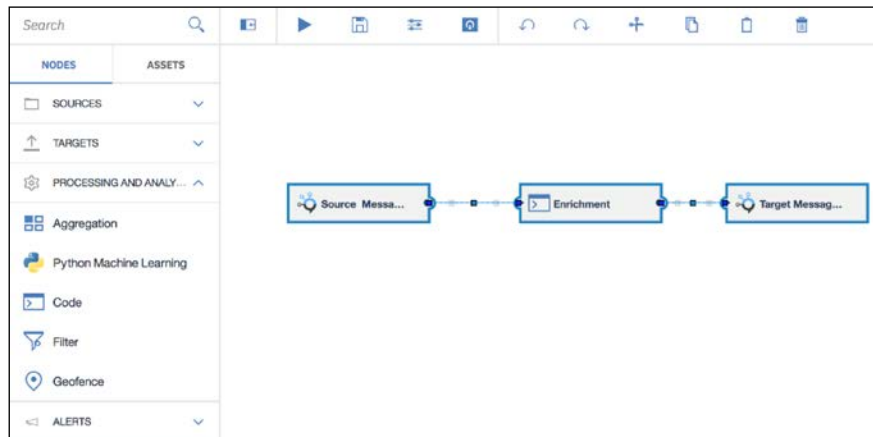 Search
NODES ASSETS
SOURCES
TARGETS
PROCESSING AND ANALY...
Aggregation
Python Machine Learning
Code
Filter
Geofence
ALERTS
Source Messa...
Enrichment
Target Messag...